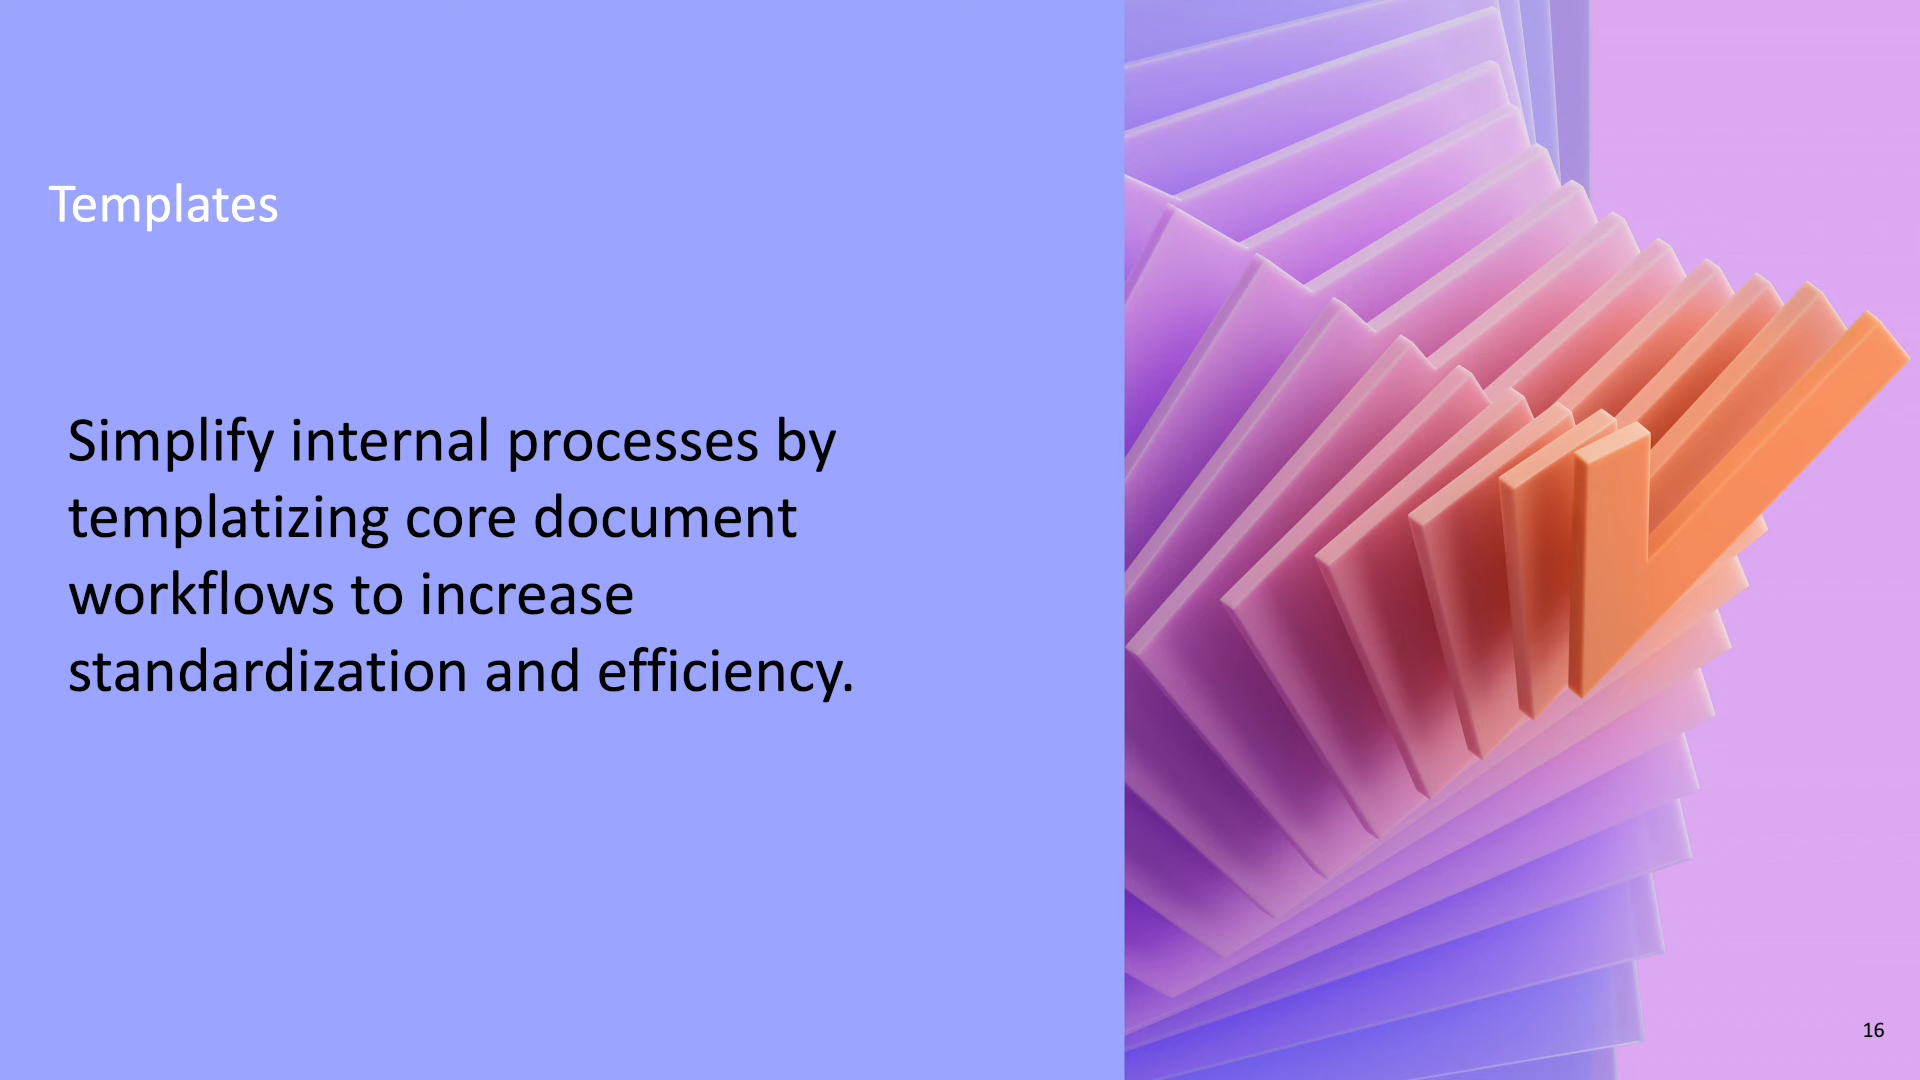 Templates
Simplify internal processes by
templatizing core document
workflows to increase
standardization and efficiency.
16